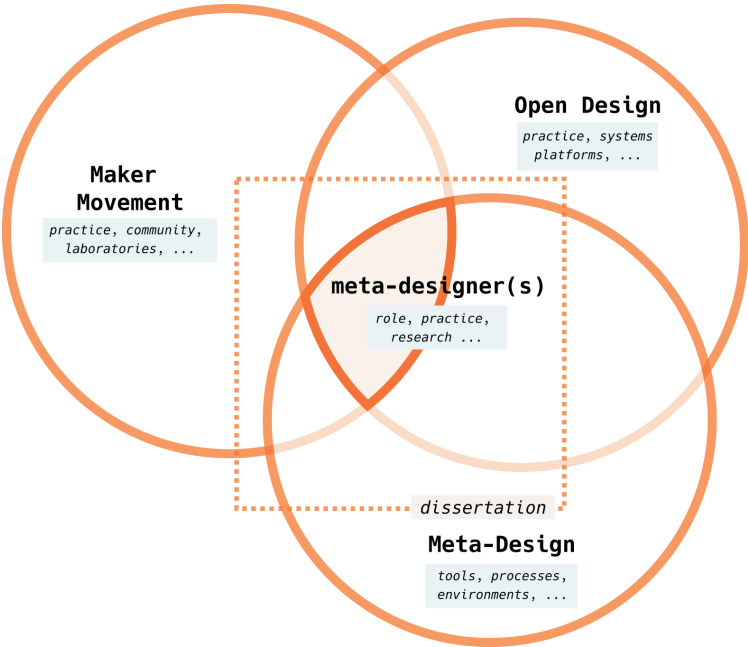 Open Design
practice, systems
platforms, ...
Maker
Movement
practice, community,
laboratories, ...
meta-designer(s)
role, practice,
research ...
dissertation
Meta-Design
tools, processes,
environments, ...